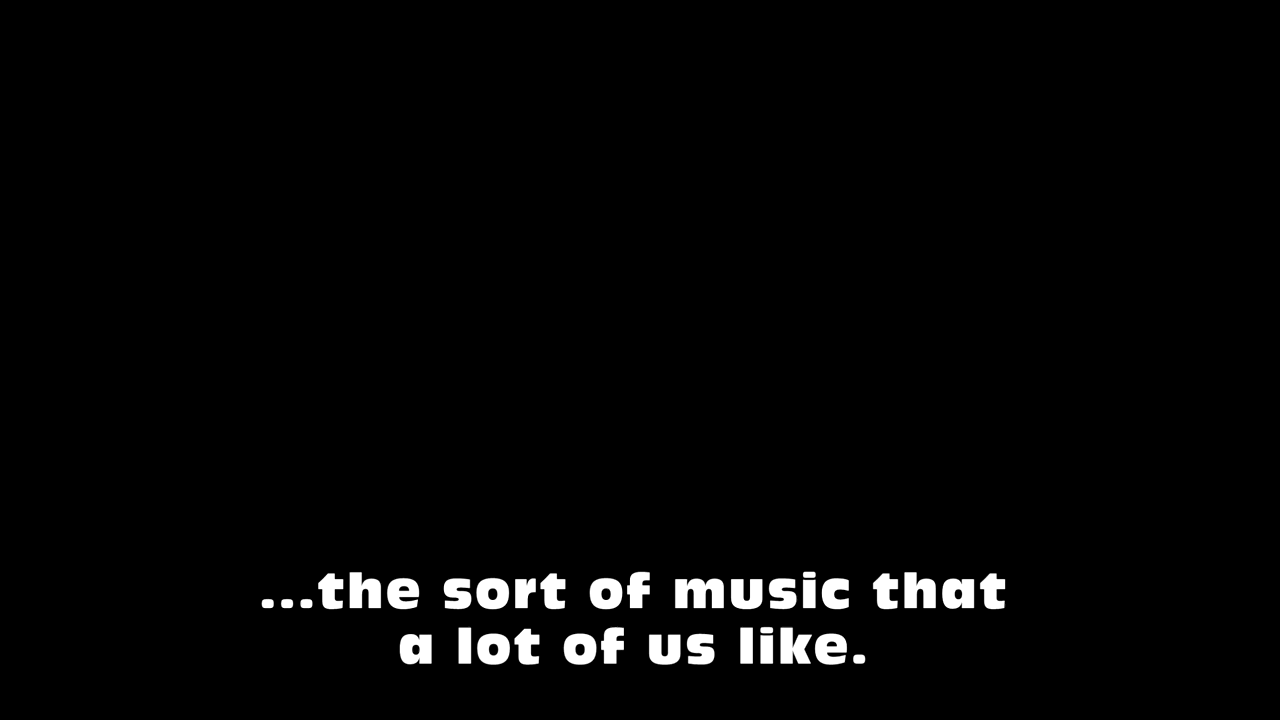 ...the sort of music that
a lot of us like.